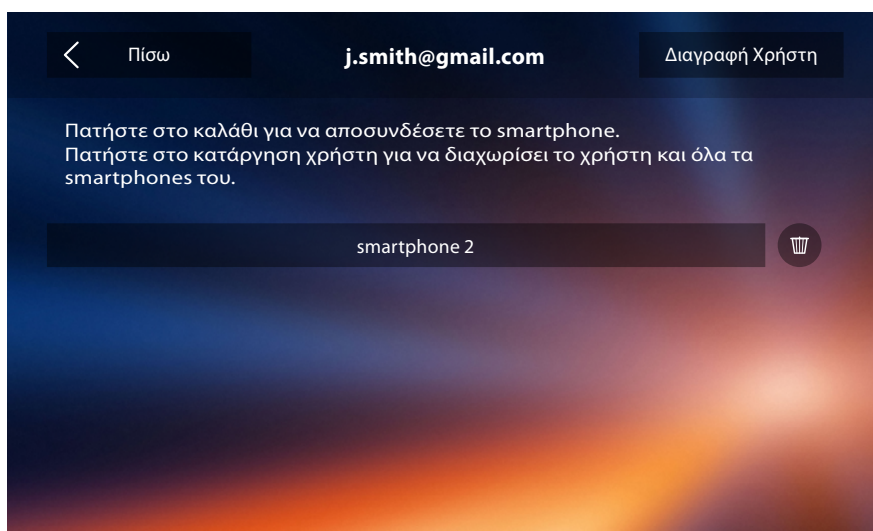 Πίσω
j.smith@gmail.com
Διαγραφή Χρήστη
Πατήστε στο καλάθι για να αποσυνδέσετε το smartphone.
Πατήστε στο κατάργηση χρήστη για να διαχωρίσει το χρήστη και όλα τα
smartphones του.
smartphone 2